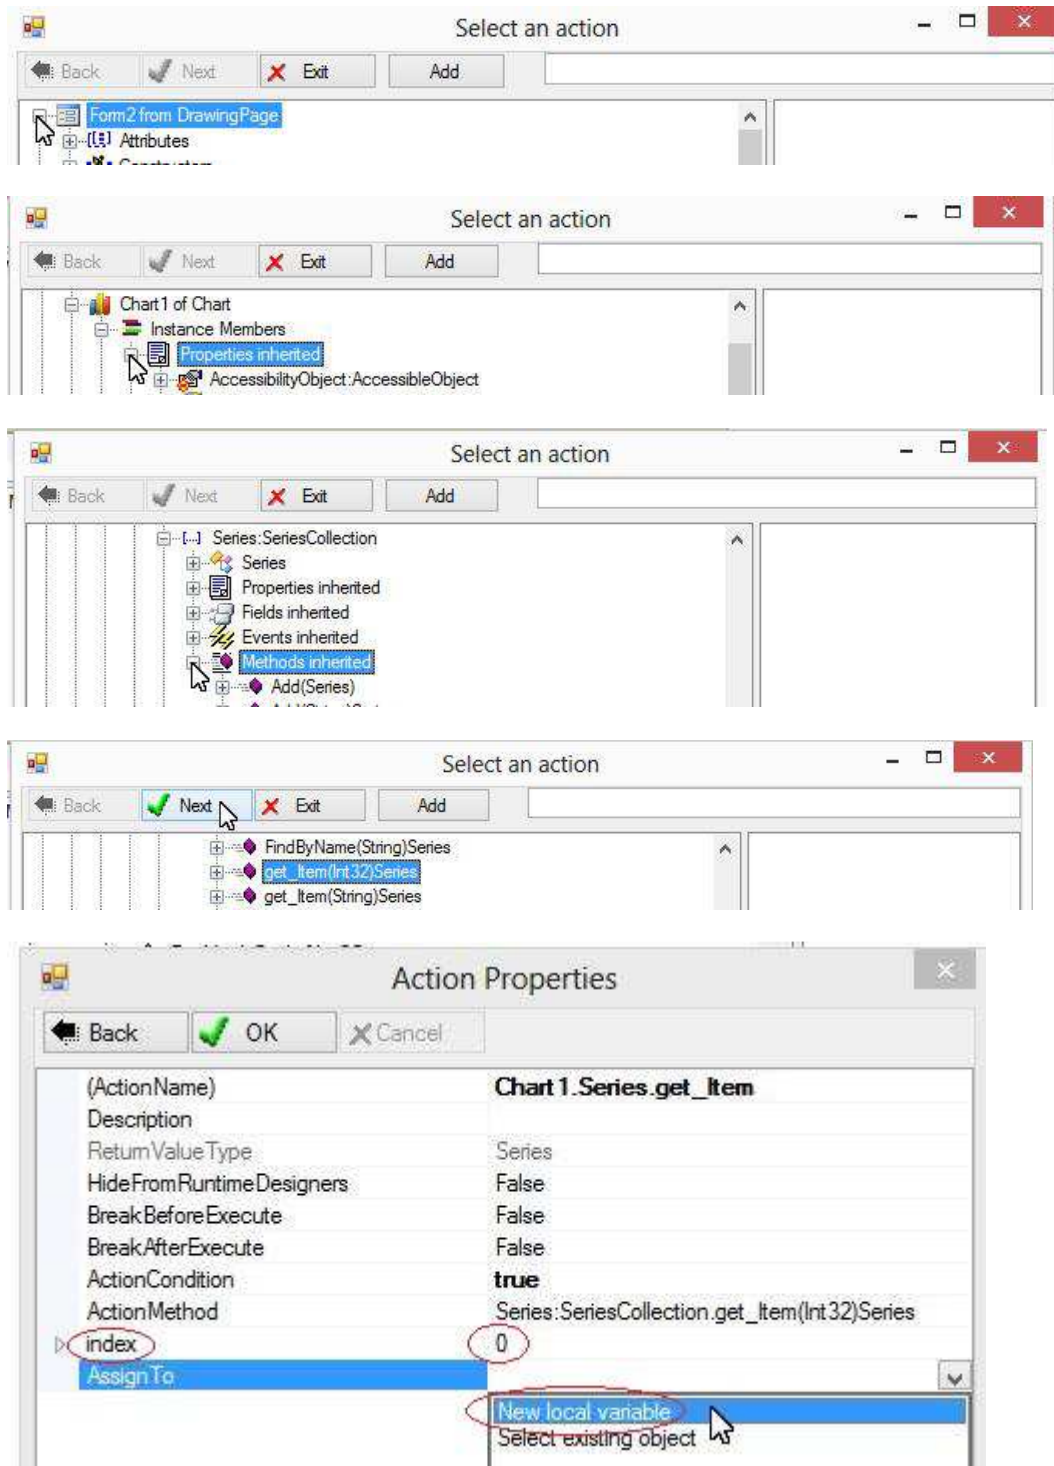 Select an action
Back Next Exit Add
Form2 from DrawingPage
Attributes
Constructors
Select an action
Back Next Exit Add
Chart1 of Chart
Instance Members
Properties inherited
AccessibilityObject:AccessibleObject
Select an action
Back Next Exit Add
Series:SeriesCollection
Series
Properties inherited
Fields inherited
Events inherited
Methods inherited
Add(Series)
Select an action
Back Next Exit Add
FindByName(String)Series
get_Item(Int32)Series
get_Item(String)Series
Action Properties
Back OK Cancel
(ActionName) Chart1.Series.get_Item
Description
ReturnValueType Series
HideFromRuntimeDesigners False
BreakBeforeExecute False
BreakAfterExecute False
ActionCondition true
ActionMethod Series:SeriesCollection.get_Item(Int32)Series
index 0
AssignTo
New local variable
Select existing object